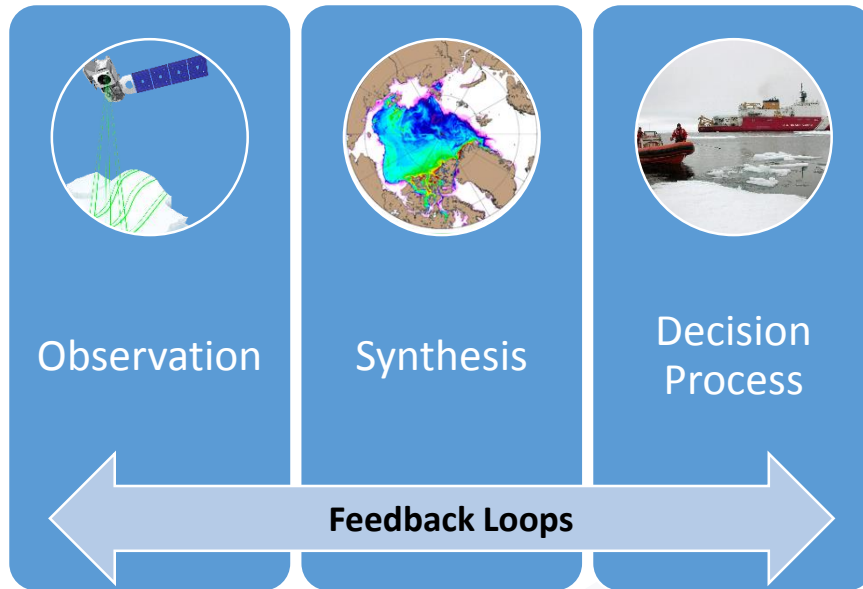 Observation
Synthesis
Decision
Process
Feedback Loops